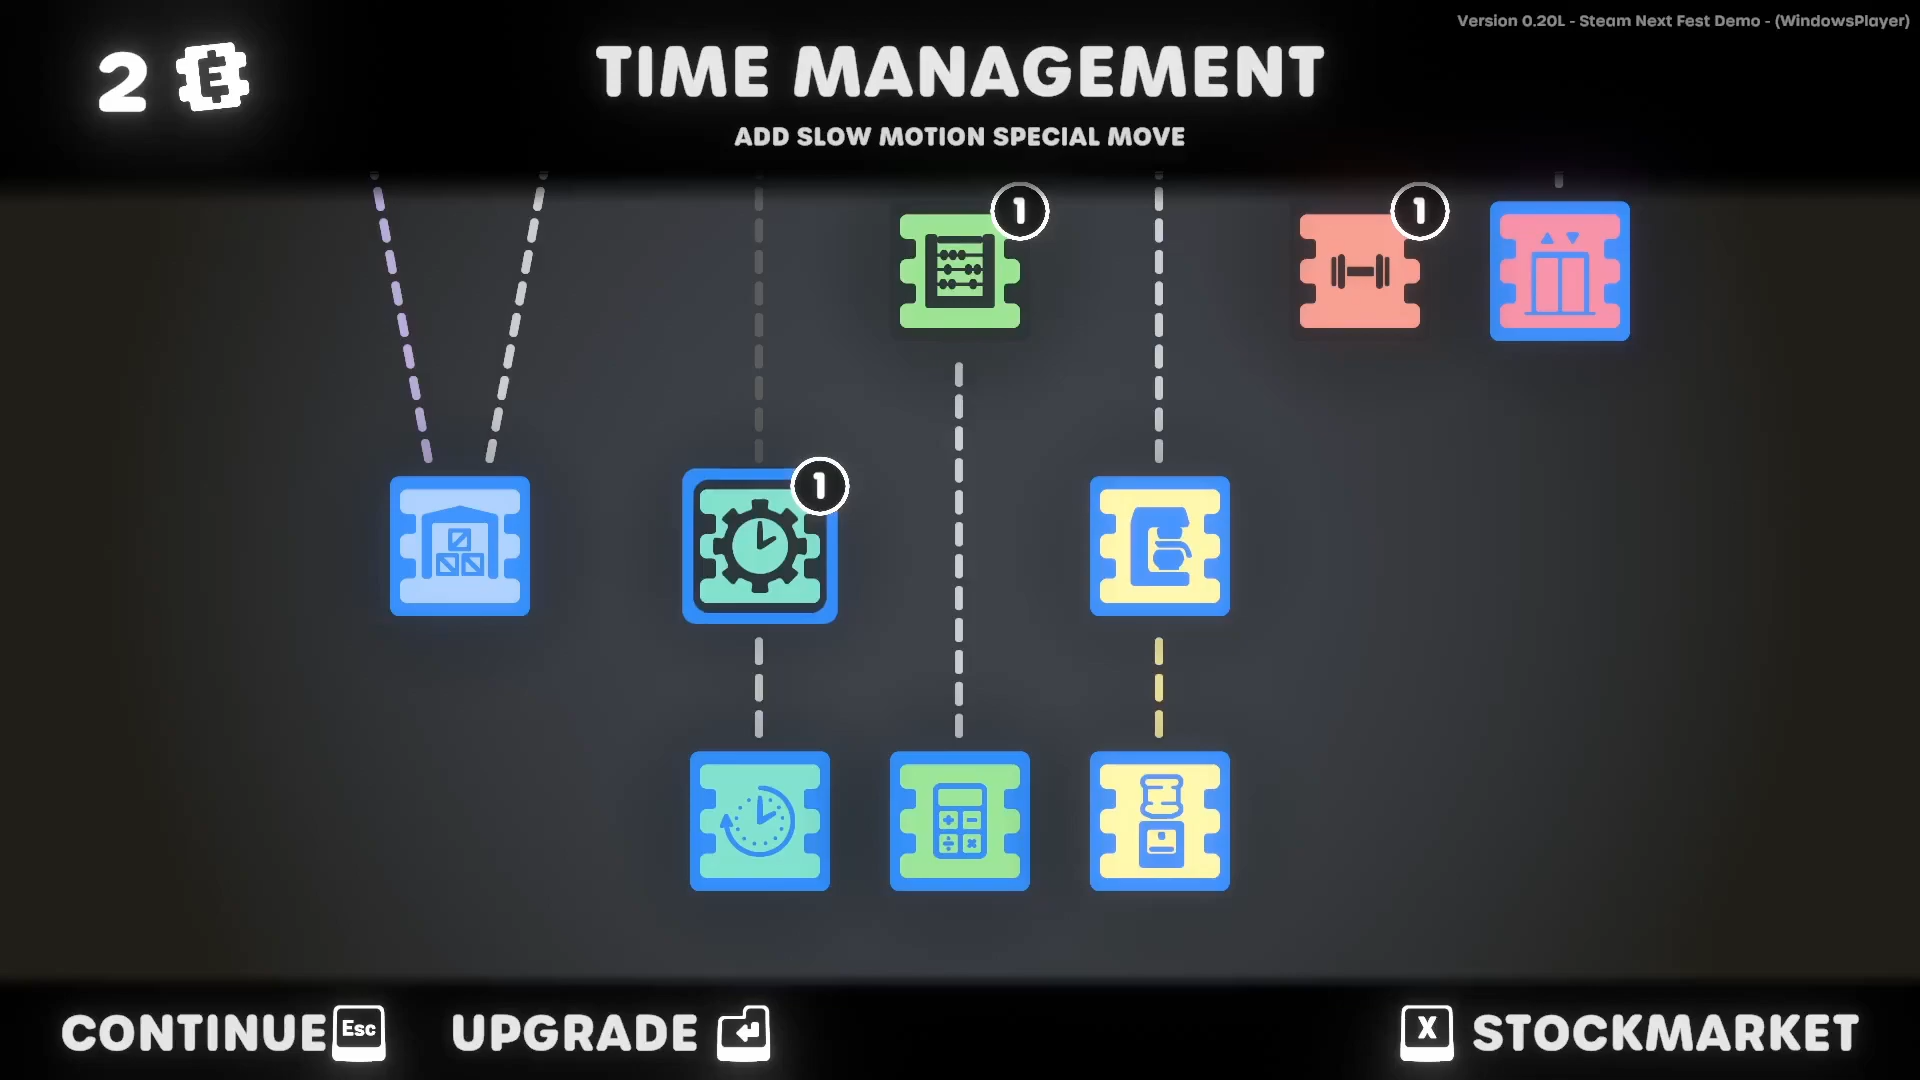 Version 0.20L - Steam Next Fest Demo - (WindowsPlayer)
2
TIME MANAGEMENT
ADD SLOW MOTION SPECIAL MOVE
1
1
1
CONTINUE Esc
UPGRADE
X STOCKMARKET